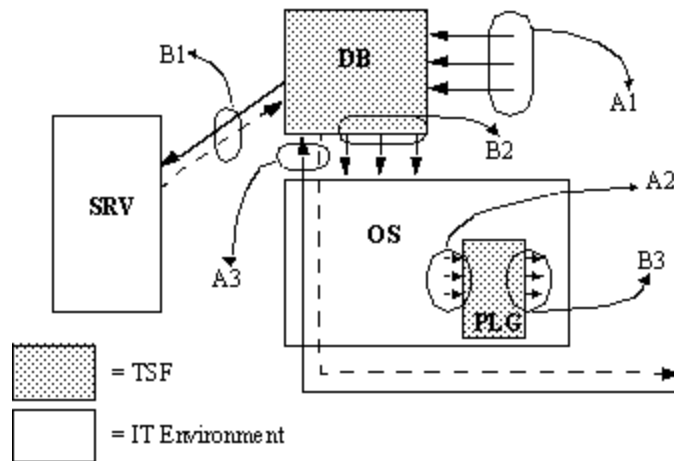 DB
B1
A1
B2
SRV
A2
OS
A3
B3
PLG
= TSF
= IT Environment